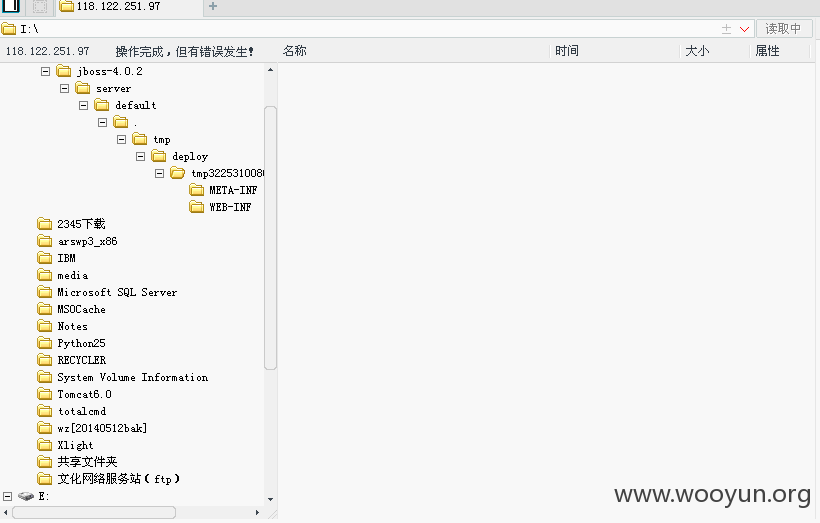 118.122.251.97
I:\
读取中
118.122.251.97 操作完成，但有错误发生！ 名称 时间 大小 属性
jboss-4.0.2
server
default
.
tmp
deploy
tmp3225310080
META-INF
WEB-INF
2345下载
arswp3_x86
IBM
media
Microsoft SQL Server
MSOCache
Notes
Python25
RECYCLER
System Volume Information
Tomcat6.0
totalcmd
wz[20140512bak]
Xlight
共享文件夹
文化网络服务站(ftp)
E:
www.wooyun.org